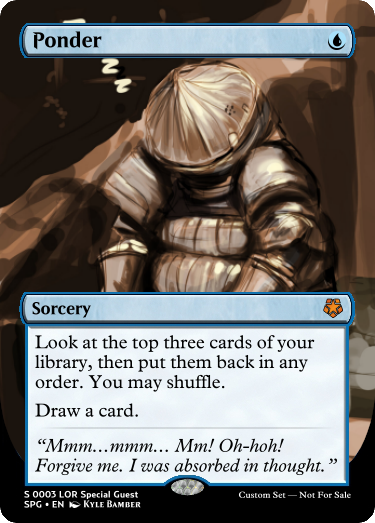 Ponder
z
z
z
Sorcery
Look at the top three cards of your
library, then put them back in any
order. You may shuffle.
Draw a card.
“Mmm…mmm… Mm! Oh-hoh!
Forgive me. I was absorbed in thought.”
S 0003 LOR Special Guest
SPG • EN Kyle Bamber
Custom Set — Not For Sale